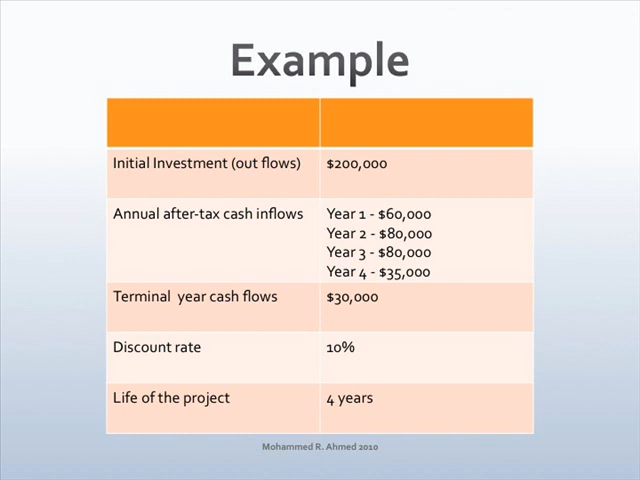 Example
Initial Investment (out flows)
$200,000
Annual after-tax cash inflows
Year 1 - $60,000
Year 2 - $80,000
Year 3 - $80,000
Year 4 - $35,000
Terminal  year cash flows
$30,000
Discount rate
10%
Life of the project
4 years
Mohammed R. Ahmed 2010